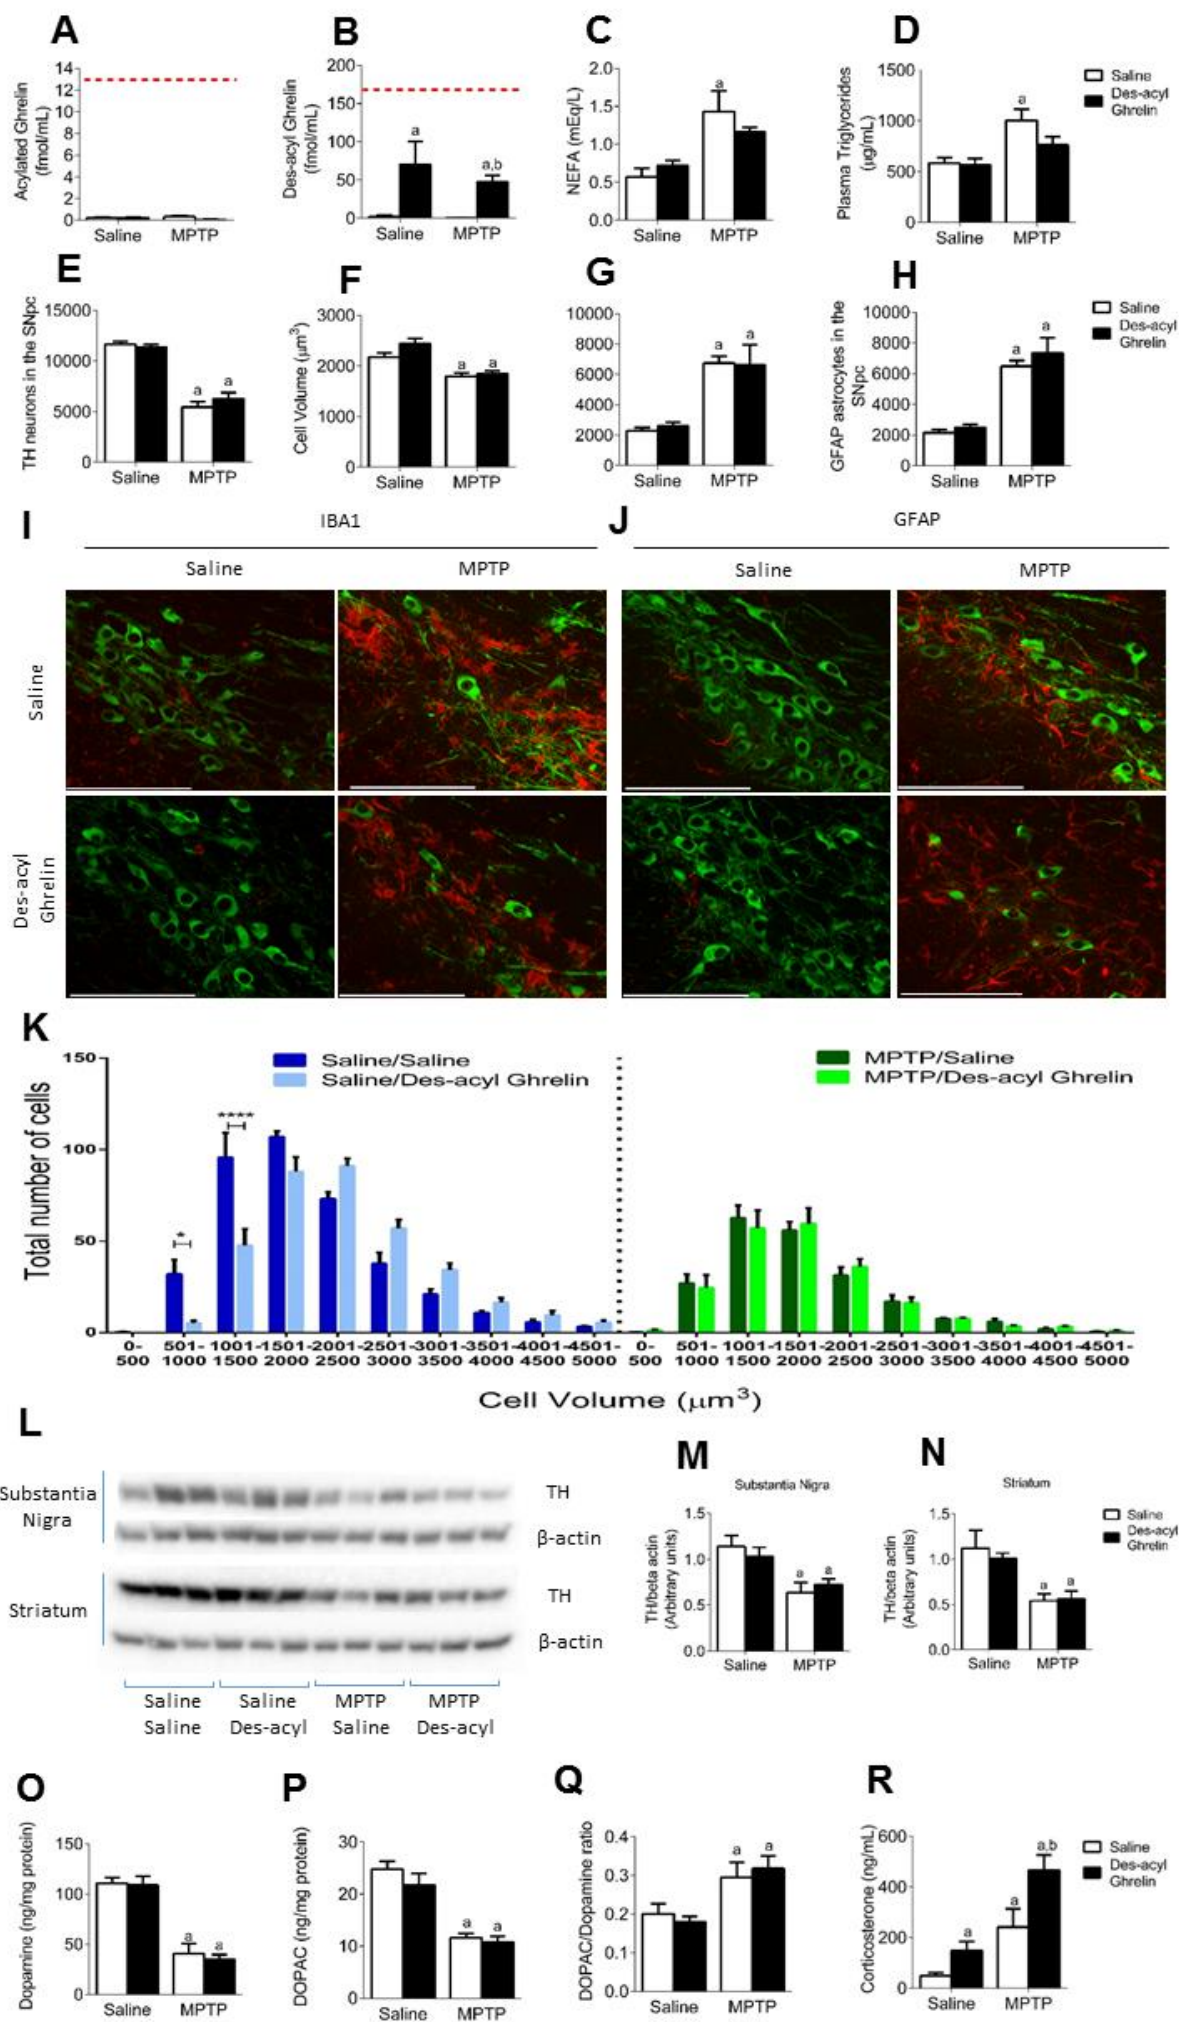 A
B
C
D
Acylated Ghrelin
(fmol/mL)
14
12
10
8
6
4
2
0
Saline MPTP
Des-acyl Ghrelin
(fmol/mL)
200
150
100
50
0
a
a,b
Saline MPTP
NEFA (mEq/L)
2.0
1.5
1.0
0.5
0.0
a
Saline MPTP
Plasma Triglycerides
(µg/mL)
1500
1000
500
0
a
Saline MPTP
Saline
Des-acyl
Ghrelin
E
F
G
H
TH neurons in the SNpc
15000
10000
5000
0
a a
Saline MPTP
Cell Volume (µm³)
3000
2000
1000
0
a a
Saline MPTP
10000
8000
6000
4000
2000
0
a a
Saline MPTP
GFAP astrocytes in the
SNpc
10000
8000
6000
4000
2000
0
a a
Saline MPTP
Saline
Des-acyl
Ghrelin
I
IBA1
J
GFAP
Saline MPTP Saline MPTP
Saline
Des-acyl
Ghrelin
K
Total number of cells
150
100
50
0
Saline/Saline
Saline/Des-acyl Ghrelin
MPTP/Saline
MPTP/Des-acyl Ghrelin
*
****
0- 501- 1001- 1501- 2001- 2501- 3001- 3501- 4001- 4501- 0- 501- 1001- 1501- 2001- 2501- 3001- 3501- 4001- 4501-
500 1000 1500 2000 2500 3000 3500 4000 4500 5000 500 1000 1500 2000 2500 3000 3500 4000 4500 5000
Cell Volume (µm³)
L
Substantia
Nigra
TH
β-actin
Striatum
TH
β-actin
Saline Saline MPTP MPTP
Saline Des-acyl Saline Des-acyl
M
Substantia Nigra
TH/beta actin
(Arbitrary units)
1.5
1.0
0.5
0.0
a a
Saline MPTP
N
Striatum
TH/beta actin
(Arbitrary units)
1.5
1.0
0.5
0.0
a a
Saline MPTP
Saline
Des-acyl
Ghrelin
O
P
Q
R
Dopamine (ng/mg protein)
150
100
50
0
a a
Saline MPTP
DOPAC (ng/mg protein)
30
20
10
0
a a
Saline MPTP
DOPAC/Dopamine ratio
0.4
0.3
0.2
0.1
0.0
a a
Saline MPTP
Corticosterone (ng/mL)
600
400
200
0
a
a
a,b
Saline MPTP
Saline
Des-acyl
Ghrelin